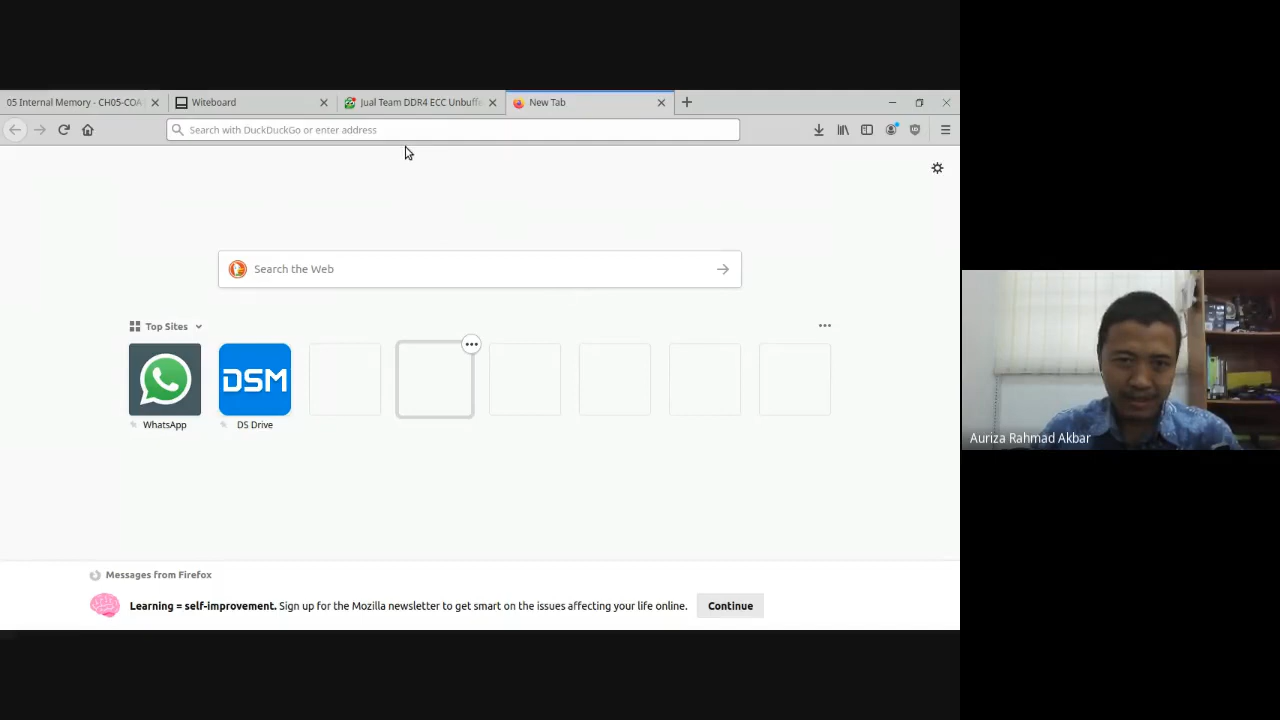 05 Internal Memory - CH05-COA
Witeboard
Jual Team DDR4 ECC Unbuffe
New Tab
Search with DuckDuckGo or enter address
Search the Web
Top Sites
DSM
WhatsApp
DS Drive
Auriza Rahmad Akbar
Messages from Firefox
Learning = self-improvement. Sign up for the Mozilla newsletter to get smart on the issues affecting your life online.
Continue